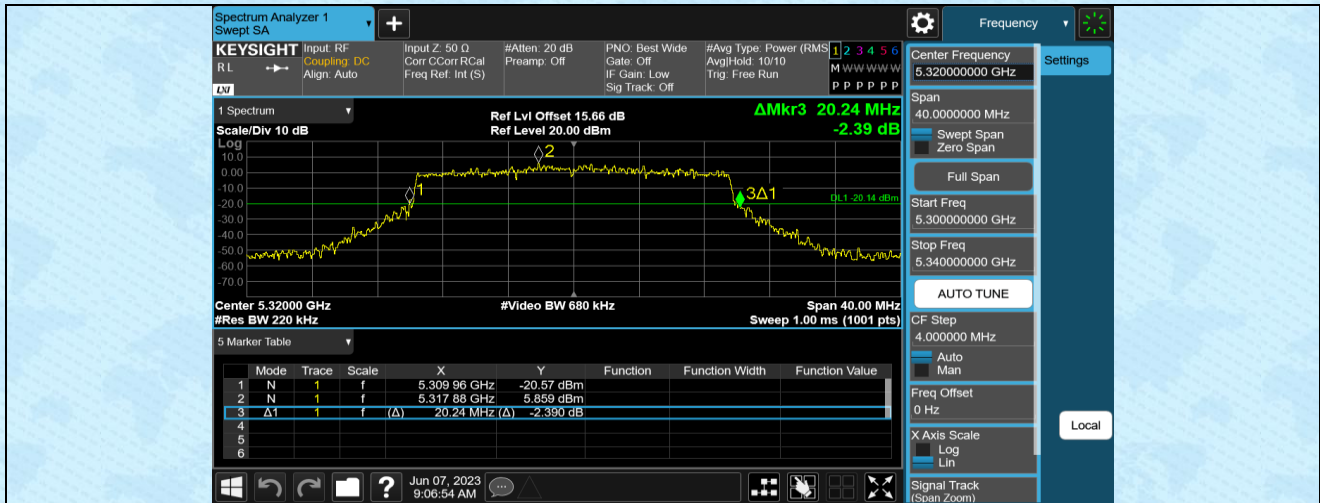 Spectrum Analyzer 1
Swept SA
+
Frequency
KEYSIGHT
RL
LXI
Input: RF
Coupling: DC
Align: Auto
Input Z: 50 Ω
Corr CCorr RCal
Freq Ref: Int (S)
#Atten: 20 dB
Preamp: Off
PNO: Best Wide
Gate: Off
IF Gain: Low
Sig Track: Off
#Avg Type: Power (RMS
Avg|Hold: 10/10
Trig: Free Run
1 2 3 4 5 6
M W W W W W
P P P P P P
1 Spectrum
Scale/Div 10 dB
Ref Lvl Offset 15.66 dB
Ref Level 20.00 dBm
ΔMkr3 20.24 MHz
-2.39 dB
Log
10.0
0.00
-10.0
-20.0
-30.0
-40.0
-50.0
-60.0
-70.0
1
2
3Δ1
DL1 -20.14 dBm
Center 5.32000 GHz
#Video BW 680 kHz
Span 40.00 MHz
#Res BW 220 kHz
Sweep 1.00 ms (1001 pts)
5 Marker Table
Mode Trace Scale X Y Function Function Width Function Value
1 N 1 f 5.309 96 GHz -20.57 dBm
2 N 1 f 5.317 88 GHz 5.859 dBm
3 Δ1 1 f (Δ) 20.24 MHz (Δ) -2.390 dB
4
5
6
?
Jun 07, 2023
9:06:54 AM
Center Frequency
5.320000000 GHz
Span
40.0000000 MHz
Swept Span
Zero Span
Full Span
Start Freq
5.300000000 GHz
Stop Freq
5.340000000 GHz
AUTO TUNE
CF Step
4.000000 MHz
Auto
Man
Freq Offset
0 Hz
X Axis Scale
Log
Lin
Signal Track
(Span Zoom)
Settings
Local